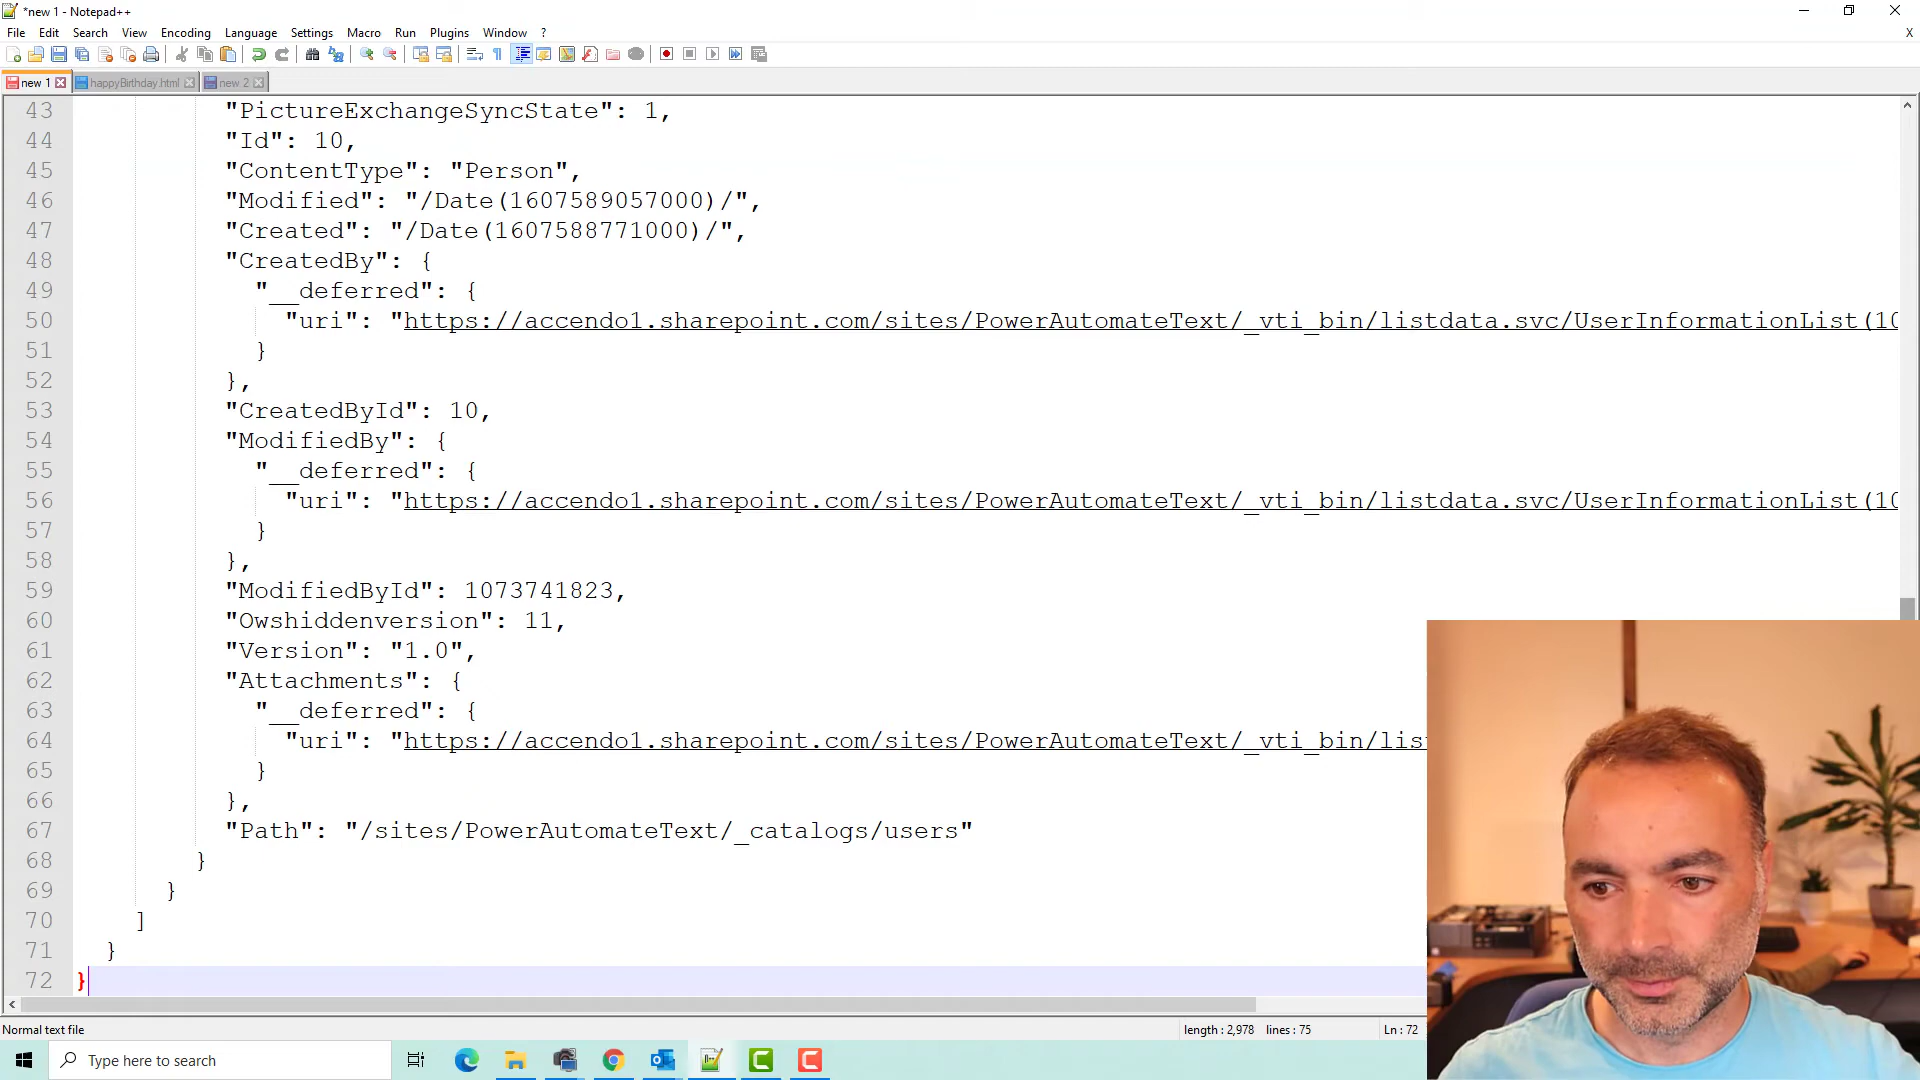 *new 1 - Notepad++
File Edit Search View Encoding Language Settings Macro Run Plugins Window ? X
new 1 happyBirthday.html new 2
43 "PictureExchangeSyncState": 1,
44 "Id": 10,
45 "ContentType": "Person",
46 "Modified": "/Date(1607589057000)/",
47 "Created": "/Date(1607588771000)/",
48 "CreatedBy": {
49 "__deferred": {
50 "uri": "https://accendo1.sharepoint.com/sites/PowerAutomateText/_vti_bin/listdata.svc/UserInformationList(10
51 }
52 },
53 "CreatedById": 10,
54 "ModifiedBy": {
55 "__deferred": {
56 "uri": "https://accendo1.sharepoint.com/sites/PowerAutomateText/_vti_bin/listdata.svc/UserInformationList(10
57 }
58 },
59 "ModifiedById": 1073741823,
60 "Owshiddenversion": 11,
61 "Version": "1.0",
62 "Attachments": {
63 "__deferred": {
64 "uri": "https://accendo1.sharepoint.com/sites/PowerAutomateText/_vti_bin/lis
65 }
66 },
67 "Path": "/sites/PowerAutomateText/_catalogs/users"
68 }
69 }
70 ]
71 }
72 }
Normal text file length : 2,978 lines : 75 Ln : 72
Type here to search